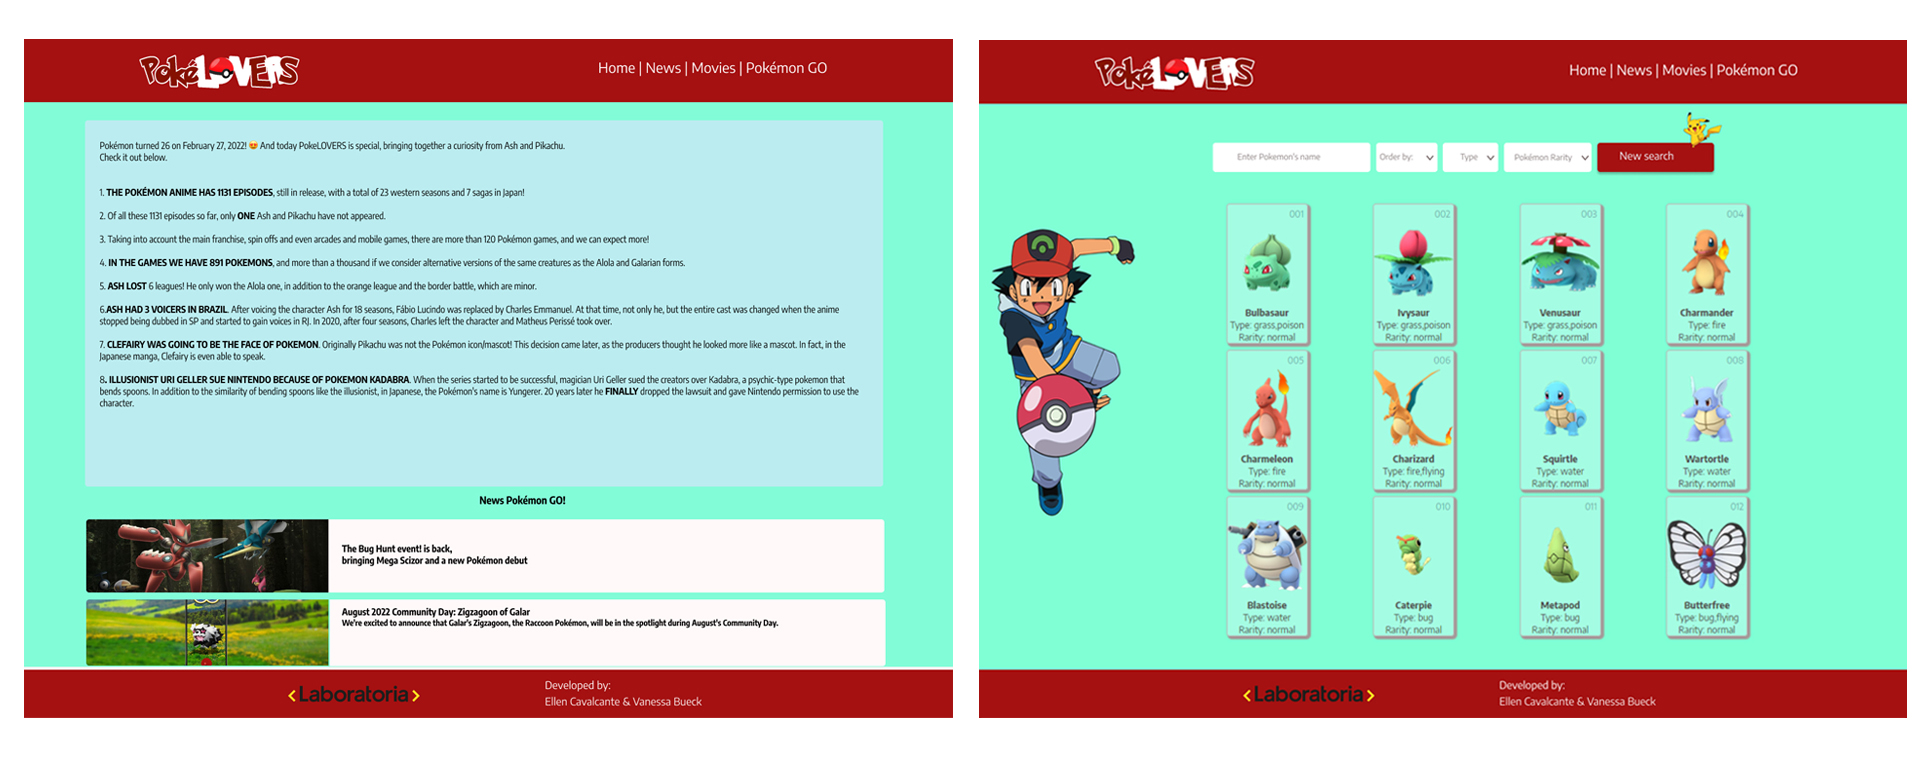 PokéLOVERS
Home | News | Movies | Pokémon GO
Pokémon turned 26 on February 27, 2022! 😍 And today PokeLOVERS is special, bringing together a curiosity from Ash and Pikachu.
Check it out below.
1. THE POKÉMON ANIME HAS 1131 EPISODES, still in release, with a total of 23 western seasons and 7 sagas in Japan!
2. Of all these 1131 episodes so far, only ONE Ash and Pikachu have not appeared.
3. Taking into account the main franchise, spin offs and even arcades and mobile games, there are more than 120 Pokémon games, and we can expect more!
4. IN THE GAMES WE HAVE 891 POKEMONS, and more than a thousand if we consider alternative versions of the same creatures as the Alola and Galarian forms.
5. ASH LOST 6 leagues! He only won the Alola one, in addition to the orange league and the border battle, which are minor.
6.ASH HAD 3 VOICERS IN BRAZIL. After voicing the character Ash for 18 seasons, Fábio Lucindo was replaced by Charles Emmanuel. At that time, not only he, but the entire cast was changed when the anime
stopped being dubbed in SP and started to gain voices in RJ. In 2020, after four seasons, Charles left the character and Matheus Perissé took over.
7. CLEFAIRY WAS GOING TO BE THE FACE OF POKEMON. Originally Pikachu was not the Pokémon icon/mascot! This decision came later, as the producers thought he looked more like a mascot. In fact, in the
Japanese manga, Clefairy is even able to speak.
8. ILLUSIONIST URI GELLER SUE NINTENDO BECAUSE OF POKEMON KADABRA. When the series started to be successful, magician Uri Geller sued the creators over Kadabra, a psychic-type pokemon that
bends spoons. In addition to the similarity of bending spoons like the illusionist, in Japanese, the Pokémon's name is Yungerer. 20 years later he FINALLY dropped the lawsuit and gave Nintendo permission to use the
character.
News Pokémon GO!
The Bug Hunt event! is back,
bringing Mega Scizor and a new Pokémon debut
August 2022 Community Day: Zigzagoon of Galar
We're excited to announce that Galar's Zigzagoon, the Raccoon Pokémon, will be in the spotlight during August's Community Day.
<Laboratoria>
Developed by:
Ellen Cavalcante & Vanessa Bueck
PokéLOVERS
Home | News | Movies | Pokémon GO
Enter Pokemon's name
Order by:
Type
Pokémon Rarity
New search
001
Bulbasaur
Type: grass,poison
Rarity: normal
002
Ivysaur
Type: grass,poison
Rarity: normal
003
Venusaur
Type: grass,poison
Rarity: normal
004
Charmander
Type: fire
Rarity: normal
005
Charmeleon
Type: fire
Rarity: normal
006
Charizard
Type: fire,flying
Rarity: normal
007
Squirtle
Type: water
Rarity: normal
008
Wartortle
Type: water
Rarity: normal
009
Blastoise
Type: water
Rarity: normal
010
Caterpie
Type: bug
Rarity: normal
011
Metapod
Type: bug
Rarity: normal
012
Butterfree
Type: bug,flying
Rarity: normal
<Laboratoria>
Developed by:
Ellen Cavalcante & Vanessa Bueck